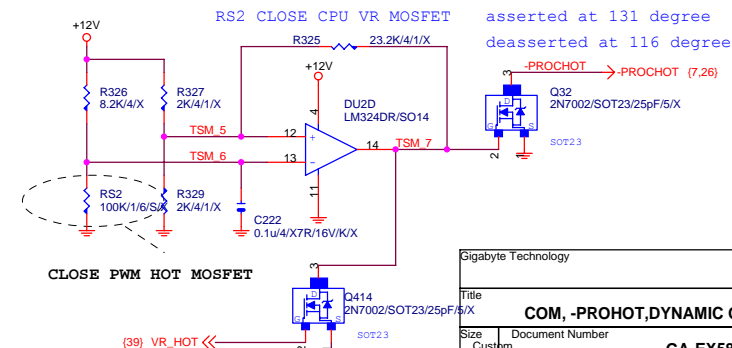 RS2 CLOSE CPU VR MOSFET
asserted at 131 degree
deasserted at 116 degree
+12V
R325
23.2K/4/1/X
+12V
-PROCHOT
-PROCHOT {7,26}
3
D
G
S
Q32
2N7002/SOT23/25pF/5/X
SOT23
2
1
R326
8.2K/4/X
R327
2K/4/1/X
4
DU2D
LM324DR/SO14
TSM_5
12
+
TSM_6
13
-
14
TSM_7
11
RS2
100K/1/6/S/X
R329
2K/4/1/X
C222
0.1u/4/X7R/16V/K/X
CLOSE PWM HOT MOSFET
3
D
G
S
Q414
2N7002/SOT23/25pF/5/X
SOT23
2
{39} VR_HOT
Gigabyte Technology
Title
COM, -PROHOT,DYNAMIC
Size
Custom
Document Number